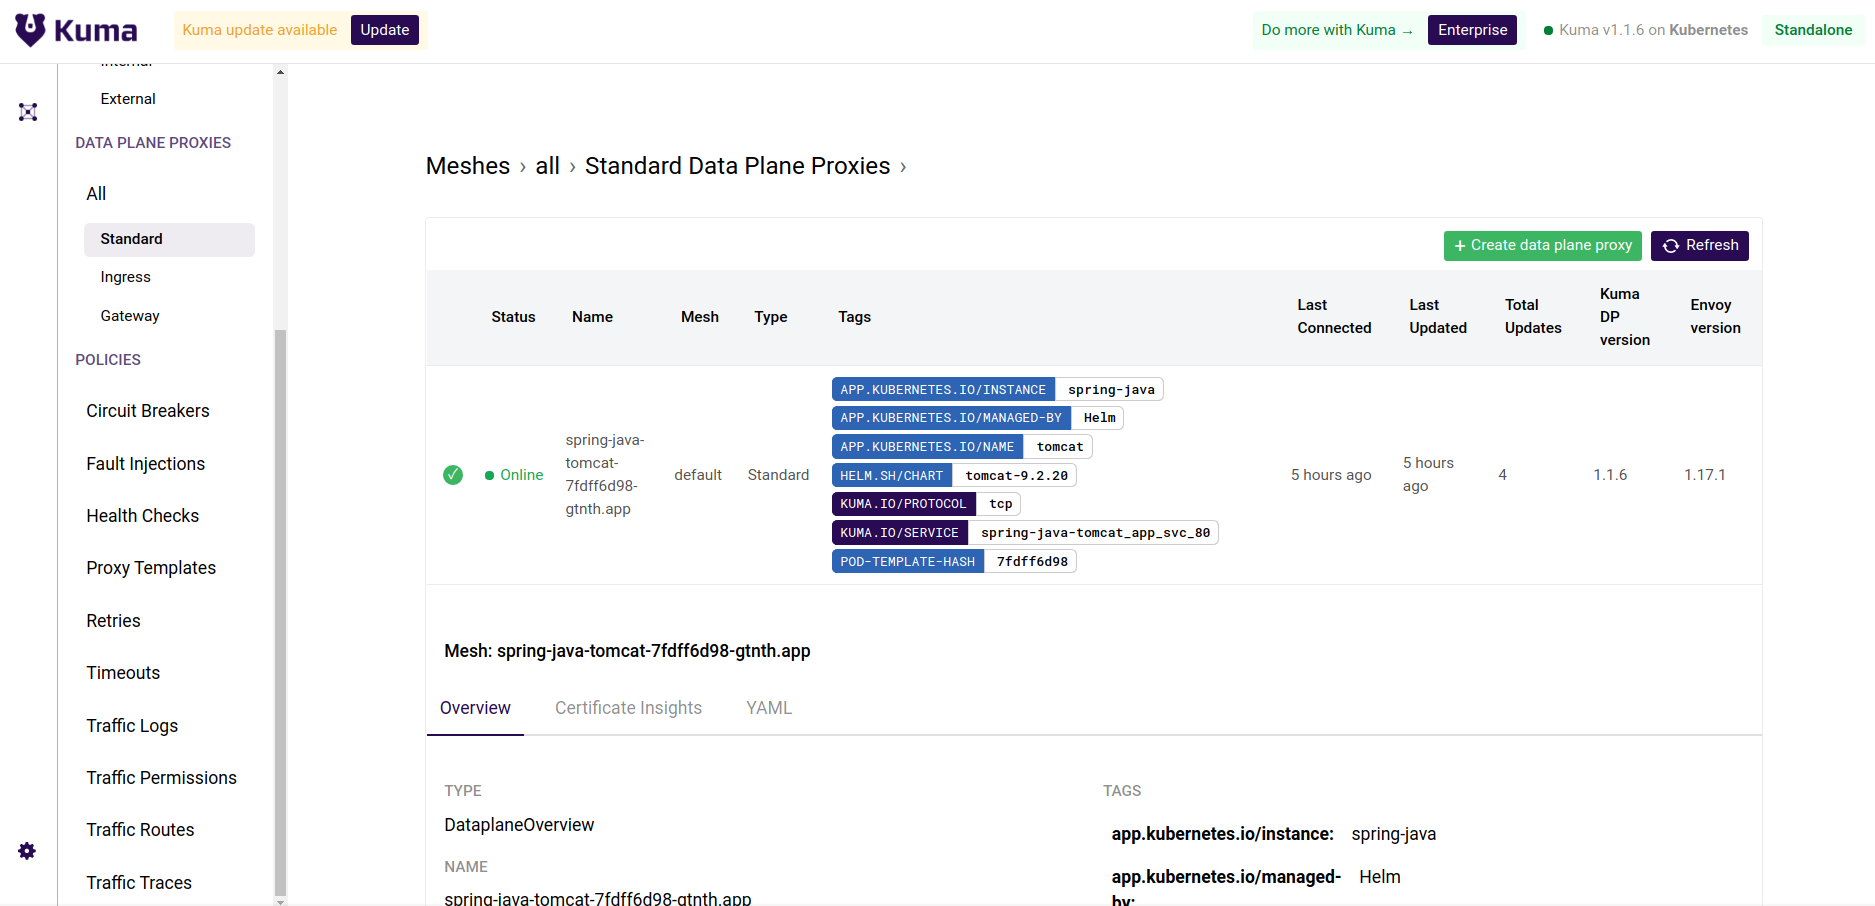 Kuma
Kuma update available
Update
Do more with Kuma →
Enterprise
Kuma v1.1.6 on Kubernetes
Standalone
Internal
External
DATA PLANE PROXIES
All
Standard
Ingress
Gateway
POLICIES
Circuit Breakers
Fault Injections
Health Checks
Proxy Templates
Retries
Timeouts
Traffic Logs
Traffic Permissions
Traffic Routes
Traffic Traces
Meshes › all › Standard Data Plane Proxies ›
+ Create data plane proxy
Refresh
Status
Name
Mesh
Type
Tags
Last
Connected
Last
Updated
Total
Updates
Kuma
DP
version
Envoy
version
Online
spring-java-
tomcat-
7fdff6d98-
gtnth.app
default
Standard
APP.KUBERNETES.IO/INSTANCE spring-java
APP.KUBERNETES.IO/MANAGED-BY Helm
APP.KUBERNETES.IO/NAME tomcat
HELM.SH/CHART tomcat-9.2.20
KUMA.IO/PROTOCOL tcp
KUMA.IO/SERVICE spring-java-tomcat_app_svc_80
POD-TEMPLATE-HASH 7fdff6d98
5 hours ago
5 hours
ago
4
1.1.6
1.17.1
Mesh: spring-java-tomcat-7fdff6d98-gtnth.app
Overview
Certificate Insights
YAML
TYPE
DataplaneOverview
NAME
spring-java-tomcat-7fdff6d98-gtnth.app
TAGS
app.kubernetes.io/instance: spring-java
app.kubernetes.io/managed- Helm
by: